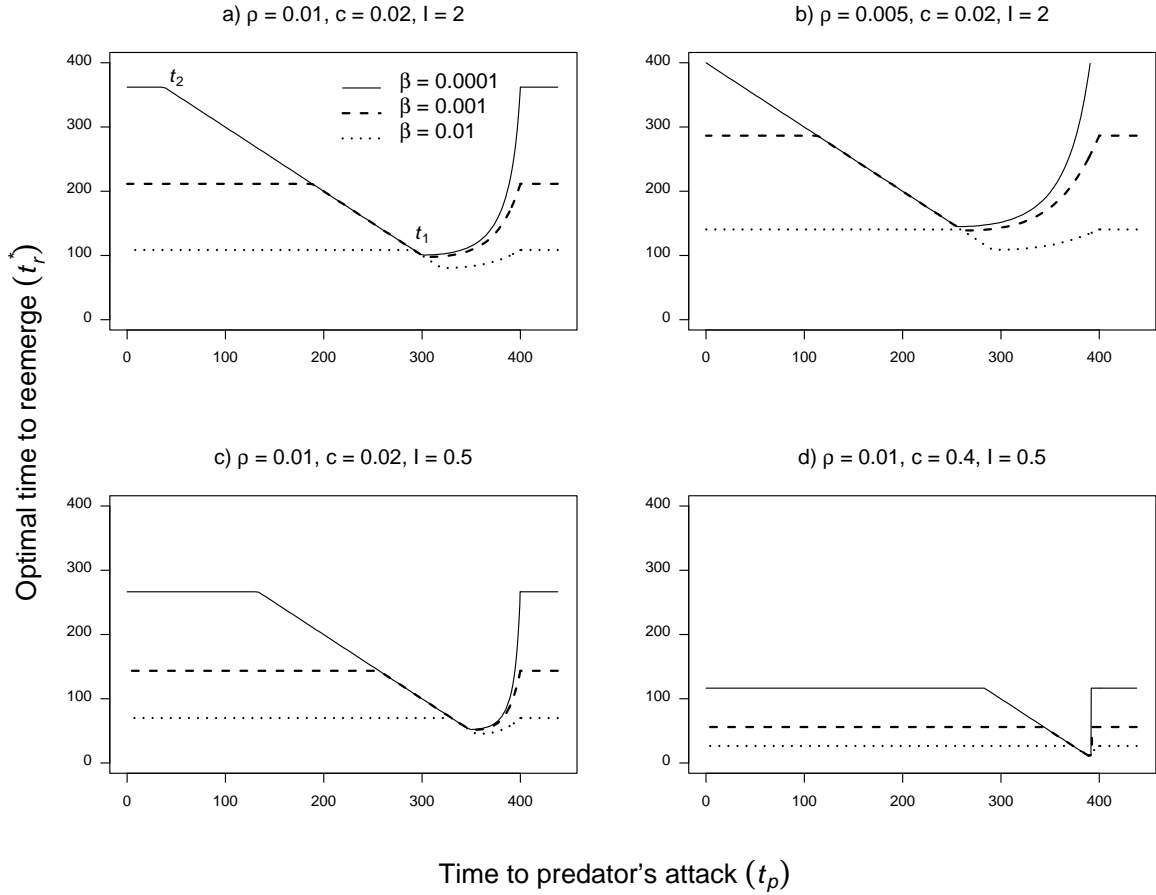 a) ρ = 0.01, c = 0.02, I = 2
b) ρ = 0.005, c = 0.02, I = 2
400
300
200
100
0
t2
t1
β = 0.0001
β = 0.001
β = 0.01
0 100 200 300 400
400
300
200
100
0
0 100 200 300 400
c) ρ = 0.01, c = 0.02, I = 0.5
d) ρ = 0.01, c = 0.4, I = 0.5
400
300
200
100
0
0 100 200 300 400
400
300
200
100
0
0 100 200 300 400
Optimal time to reemerge (t*r)
Time to predator's attack (tp)